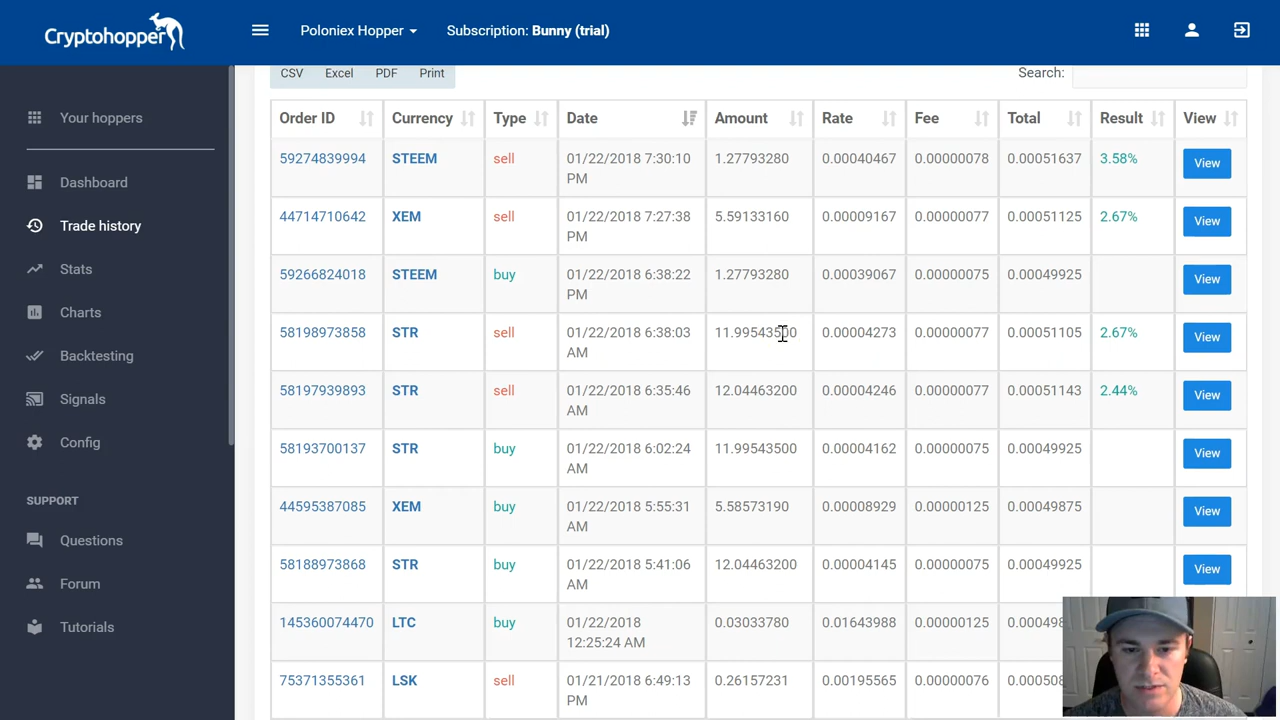 Cryptohopper
Poloniex Hopper
Subscription: Bunny (trial)
Your hoppers
Dashboard
Trade history
Stats
Charts
Backtesting
Signals
Config
SUPPORT
Questions
Forum
Tutorials
CSV Excel PDF Print
Search:
Order ID Currency Type Date Amount Rate Fee Total Result View
59274839994 STEEM sell 01/22/2018 7:30:10 1.27793280 0.00040467 0.00000078 0.00051637 3.58% View
PM
44714710642 XEM sell 01/22/2018 7:27:38 5.59133160 0.00009167 0.00000077 0.00051125 2.67% View
PM
59266824018 STEEM buy 01/22/2018 6:38:22 1.27793280 0.00039067 0.00000075 0.00049925 View
PM
58198973858 STR sell 01/22/2018 6:38:03 11.99543500 0.00004273 0.00000077 0.00051105 2.67% View
AM
58197939893 STR sell 01/22/2018 6:35:46 12.04463200 0.00004246 0.00000077 0.00051143 2.44% View
AM
58193700137 STR buy 01/22/2018 6:02:24 11.99543500 0.00004162 0.00000075 0.00049925 View
AM
44595387085 XEM buy 01/22/2018 5:55:31 5.58573190 0.00008929 0.00000125 0.00049875 View
AM
58188973868 STR buy 01/22/2018 5:41:06 12.04463200 0.00004145 0.00000075 0.00049925 View
AM
145360074470 LTC buy 01/22/2018 0.03033780 0.01643988 0.00000125
12:25:24 AM
75371355361 LSK sell 01/21/2018 6:49:13 0.26157231 0.00195565 0.00000076
PM